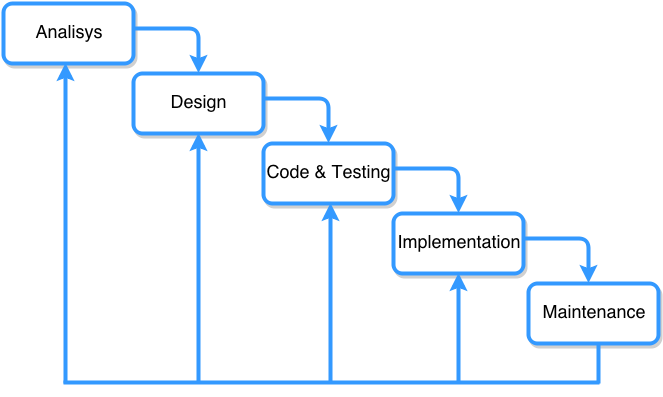 Analisys
Design
Code & Testing
Implementation
Maintenance